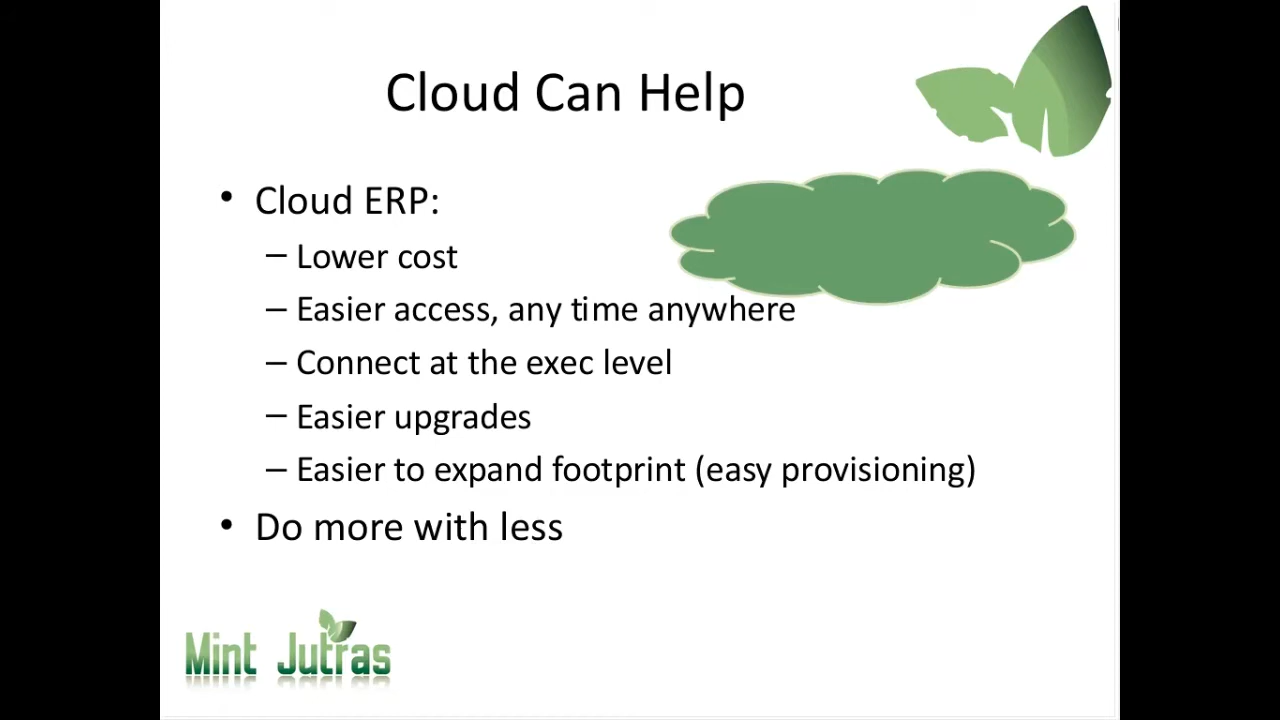 Cloud Can Help
• Cloud ERP:
– Lower cost
– Easier access, any time anywhere
– Connect at the exec level
– Easier upgrades
– Easier to expand footprint (easy provisioning)
• Do more with less
Mint Jutras